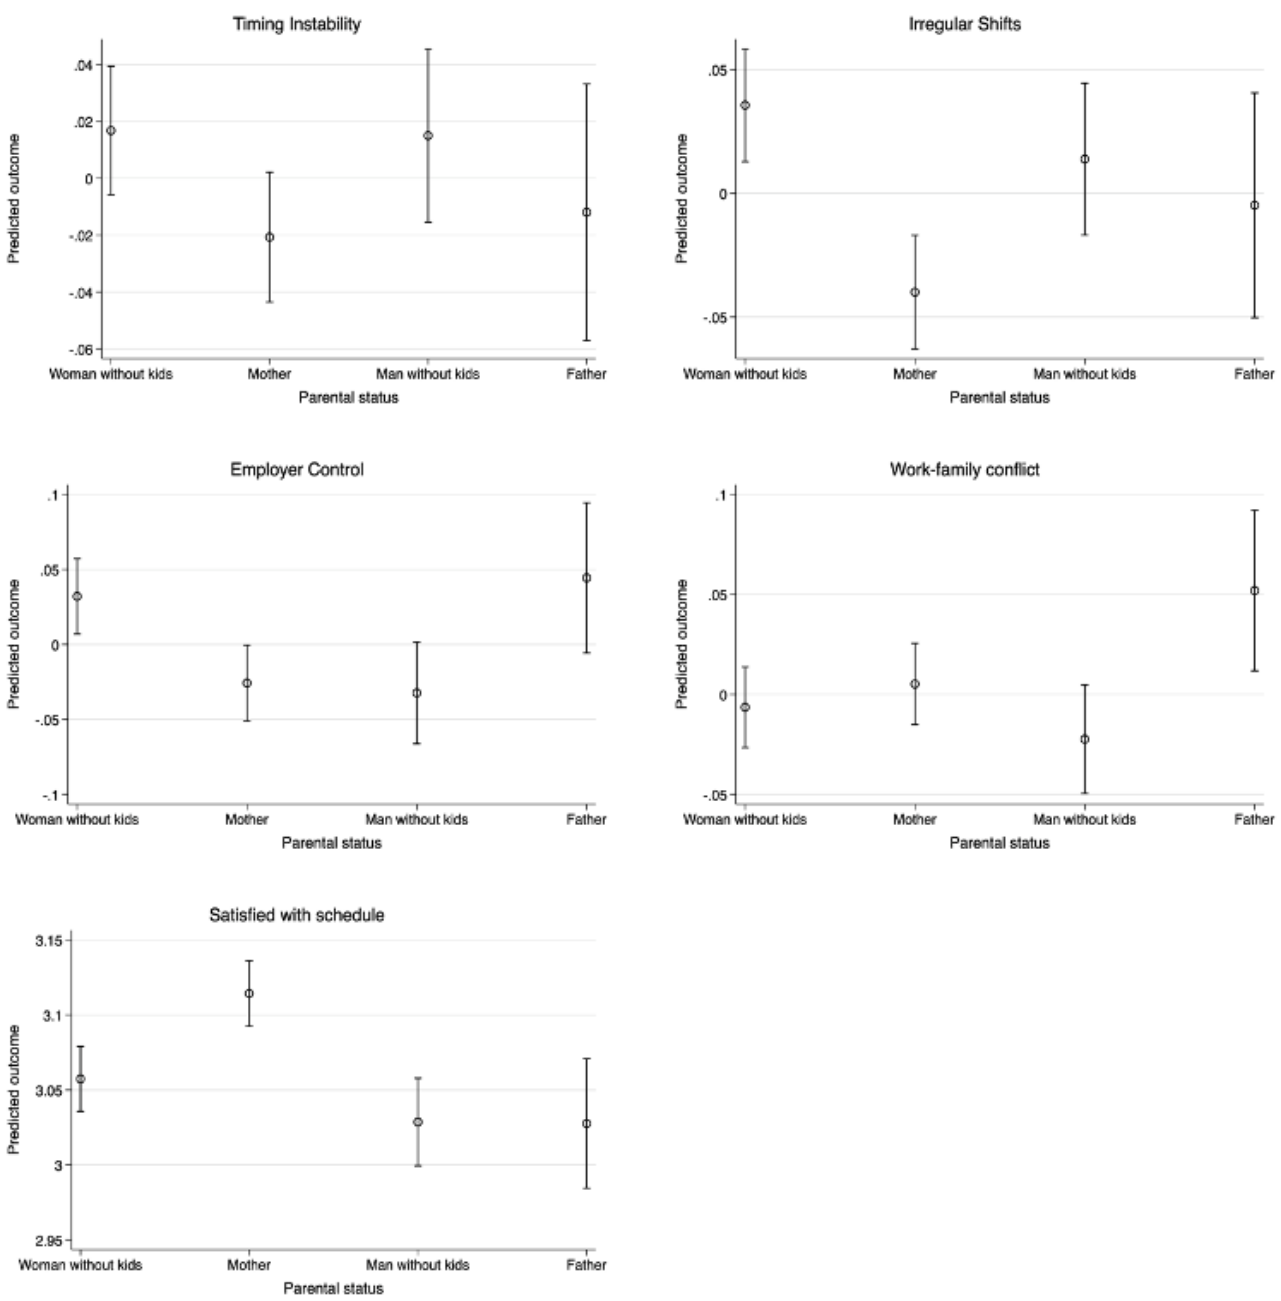 Timing Instability
Predicted outcome
.04
.02
0
-.02
-.04
-.06
Woman without kids Mother Man without kids Father
Parental status
Irregular Shifts
Predicted outcome
.05
0
-.05
Woman without kids Mother Man without kids Father
Parental status
Employer Control
Predicted outcome
.1
.05
0
-.05
-.1
Woman without kids Mother Man without kids Father
Parental status
Work-family conflict
Predicted outcome
.1
.05
0
-.05
Woman without kids Mother Man without kids Father
Parental status
Satisfied with schedule
Predicted outcome
3.15
3.1
3.05
3
2.95
Woman without kids Mother Man without kids Father
Parental status